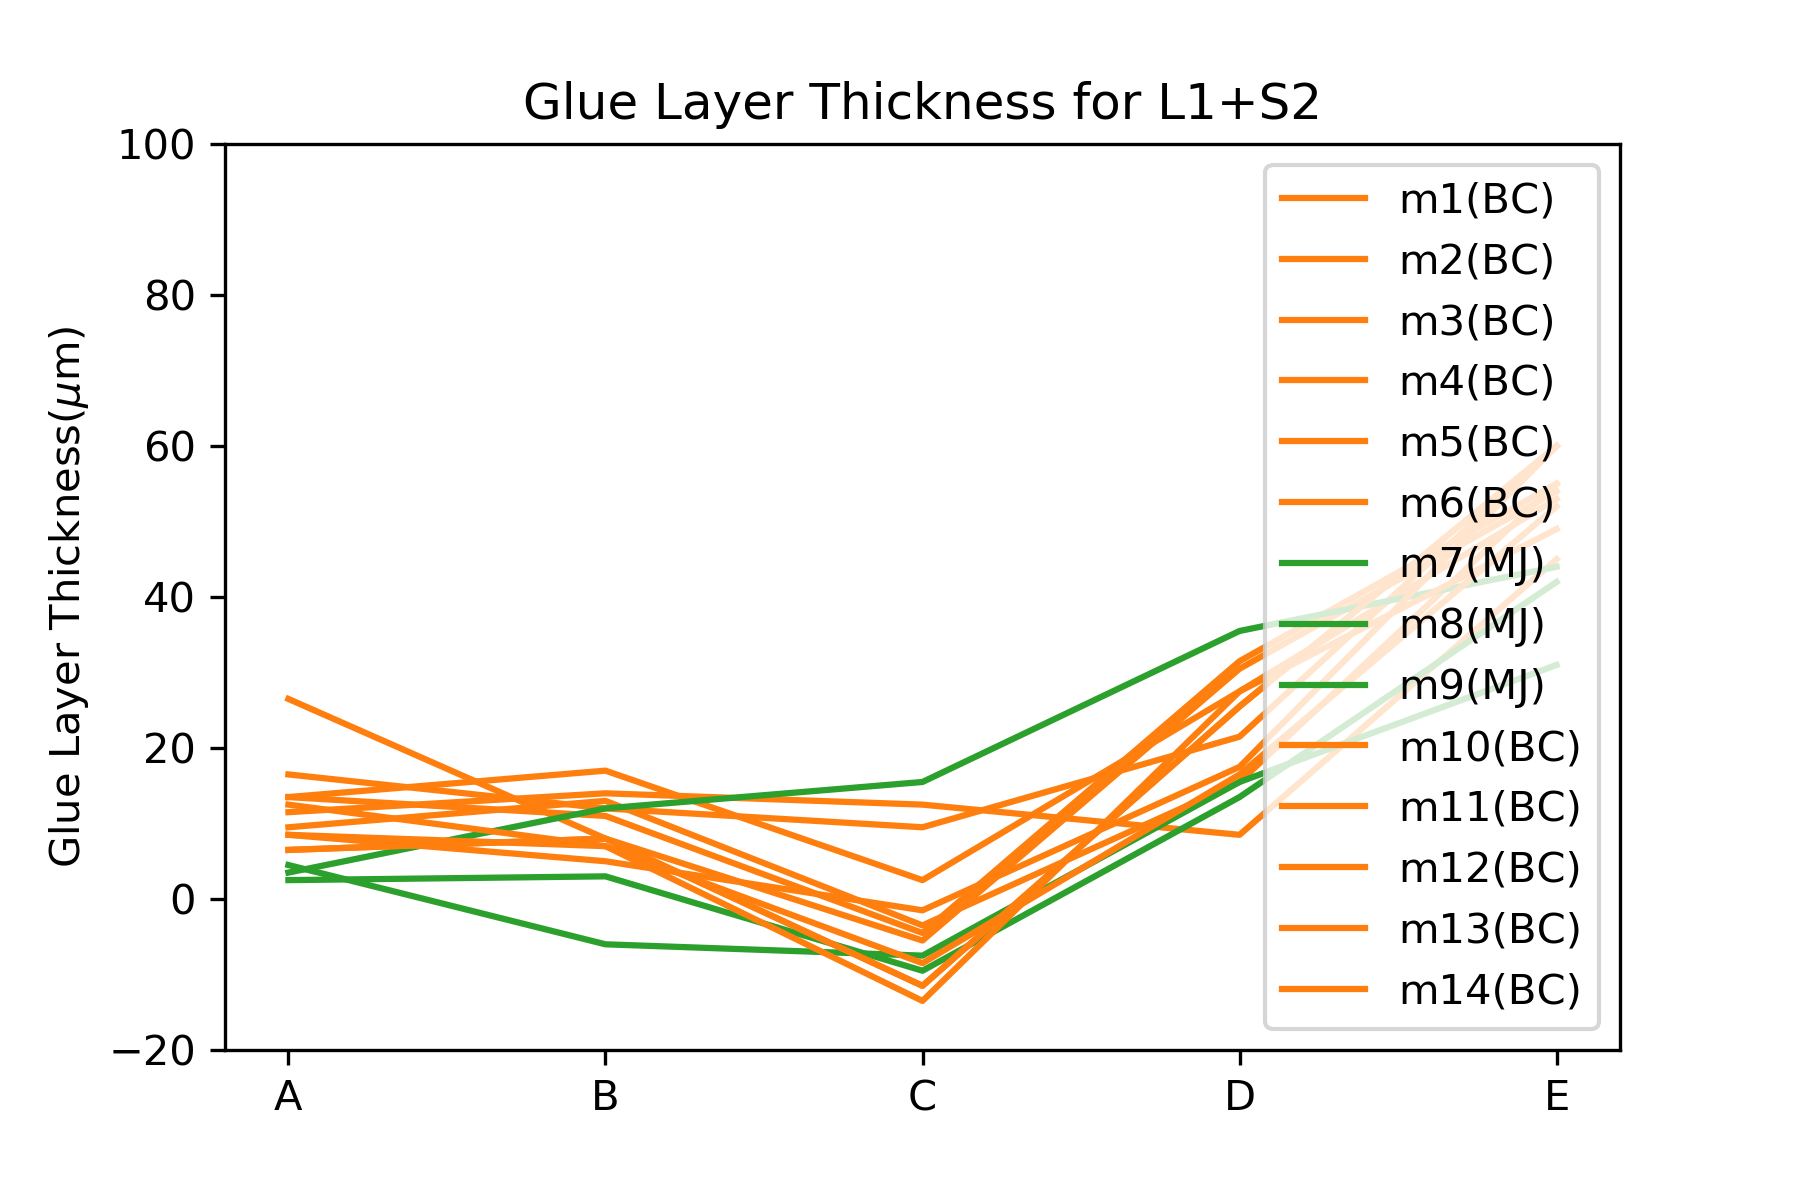 Glue Layer Thickness for L1+S2
Glue Layer Thickness(μm)
100
80
60
40
20
0
−20
A B C D E
m1(BC)
m2(BC)
m3(BC)
m4(BC)
m5(BC)
m6(BC)
m7(MJ)
m8(MJ)
m9(MJ)
m10(BC)
m11(BC)
m12(BC)
m13(BC)
m14(BC)